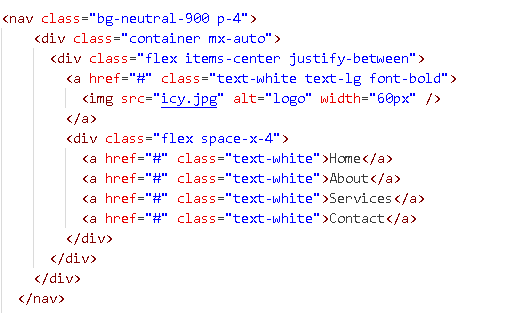 <nav class="bg-neutral-900 p-4">
<div class="container mx-auto">
<div class="flex items-center justify-between">
<a href="#" class="text-white text-lg font-bold">
<img src="icy.jpg" alt="logo" width="60px" />
</a>
<div class="flex space-x-4">
<a href="#" class="text-white">Home</a>
<a href="#" class="text-white">About</a>
<a href="#" class="text-white">Services</a>
<a href="#" class="text-white">Contact</a>
</div>
</div>
</div>
</nav>